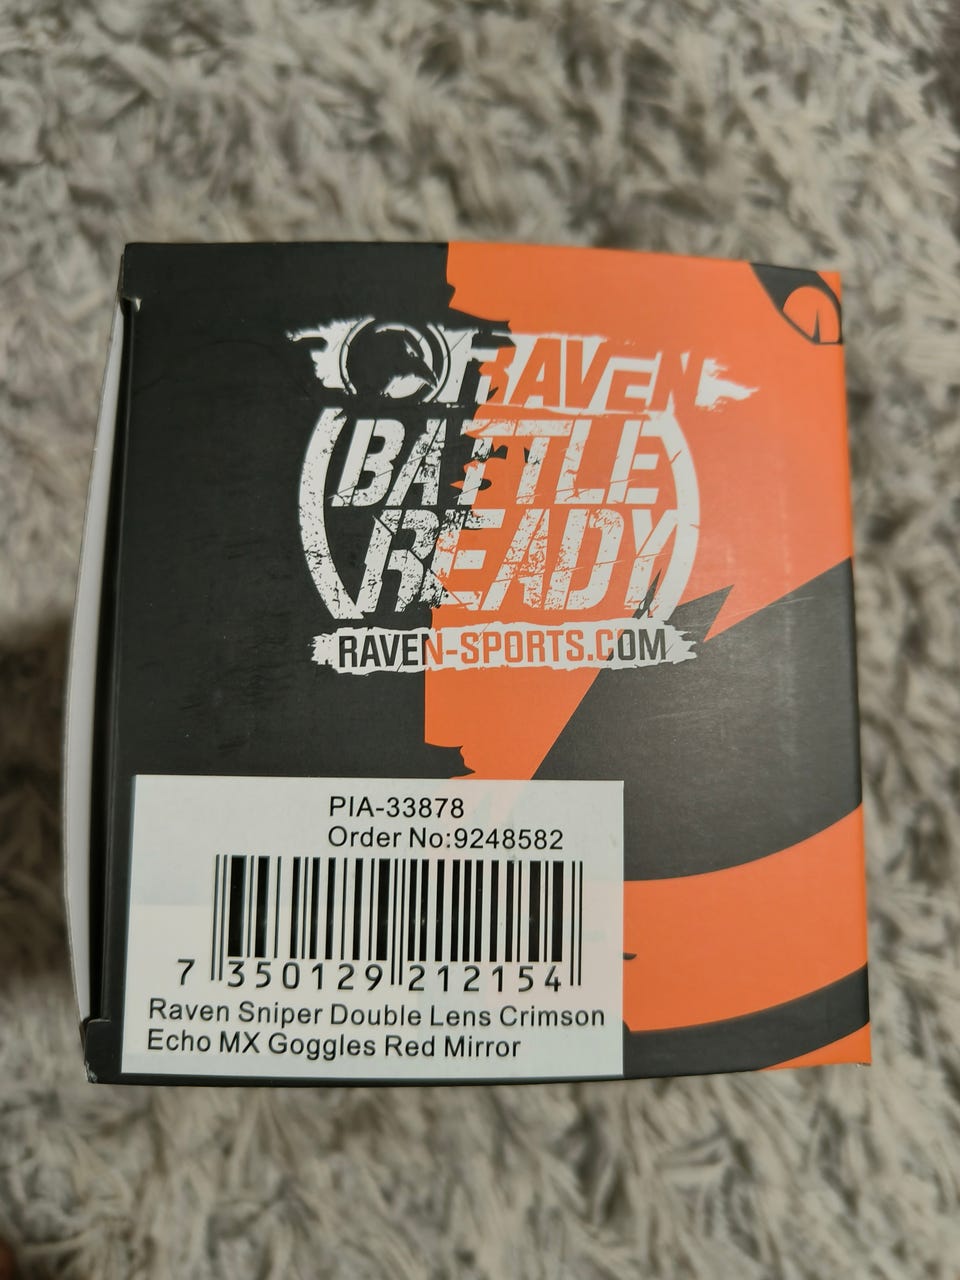 RAVEN
BATTLE
READY
RAVEN-SPORTS.COM
PIA-33878
Order No:9248582
7 350129 212154
Raven Sniper Double Lens Crimson
Echo MX Goggles Red Mirror